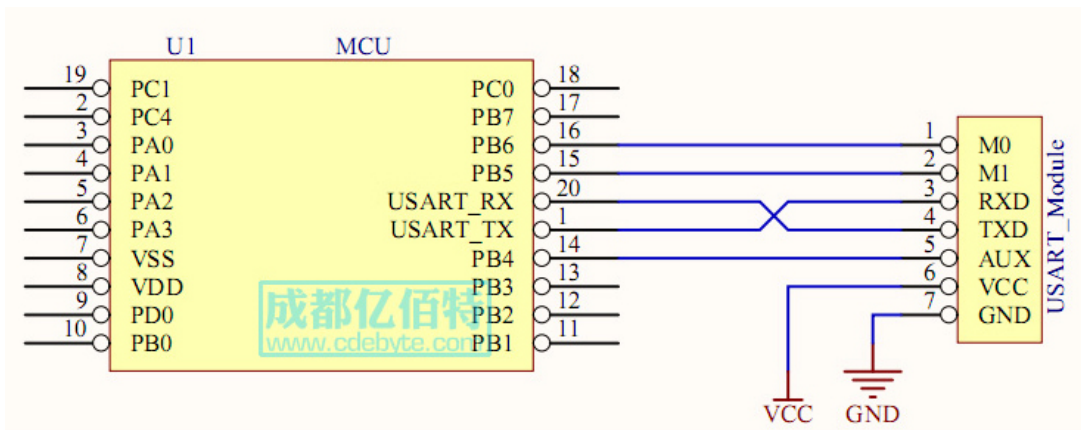 U1 MCU
19 PC1 PC0 18
2 PC4 PB7 17
3 PA0 PB6 16 1 M0
4 PA1 PB5 15 2 M1
5 PA2 USART_RX 20 3 RXD
6 PA3 USART_TX 1 4 TXD
7 VSS PB4 14 5 AUX
8 VDD PB3 13 6 VCC
9 PD0 PB2 12 7 GND
10 PB0 PB1 11
USART_Module
成都亿佰特
www.cdebyte.com
VCC GND